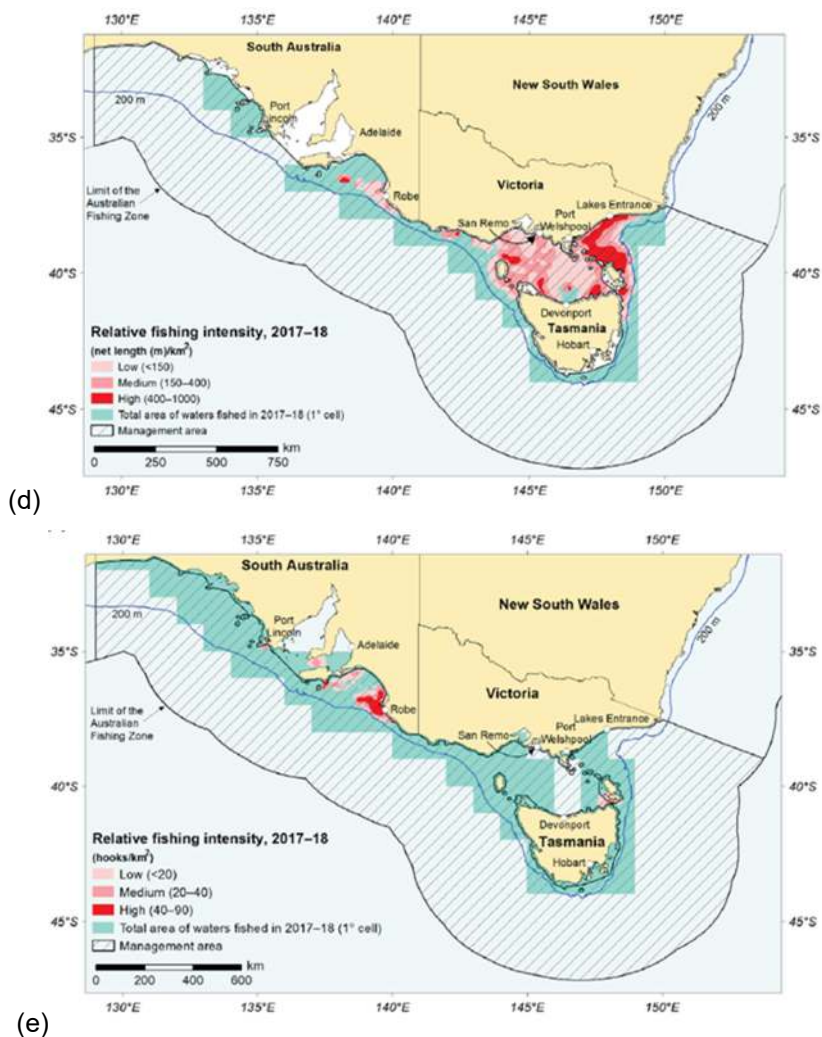 130°E 135°E 140°E 145°E 150°E
South Australia
New South Wales
200 m
200 m
Port
Lincoln
Adelaide
35°S 35°S
Victoria
Limit of the
Australian
Fishing Zone
Robe
Lakes Entrance
San Remo
Port
Welshpool
40°S 40°S
Relative fishing intensity, 2017–18
(net length (m)/km²)
Low (<150)
Medium (150–400)
High (400–1000)
Total area of waters fished in 2017–18 (1° cell)
Management area
Devonport
Tasmania
Hobart
45°S 45°S
km
0 250 500 750
130°E 135°E 140°E 145°E 150°E
(d)
130°E 135°E 140°E 145°E 150°E
South Australia
200 m
New South Wales
200 m
Port
Lincoln
35°S 35°S
Adelaide
Victoria
Limit of the
Australian
Fishing Zone
Robe
San Remo
Port
Welshpool
Lakes Entrance
40°S 40°S
Relative fishing intensity, 2017–18
(hooks/km²)
Low (<20)
Medium (20–40)
High (40–90)
Total area of waters fished in 2017–18 (1° cell)
Management area
Devonport
Tasmania
Hobart
45°S 45°S
km
0 200 400 600
130°E 135°E 140°E 145°E 150°E
(e)